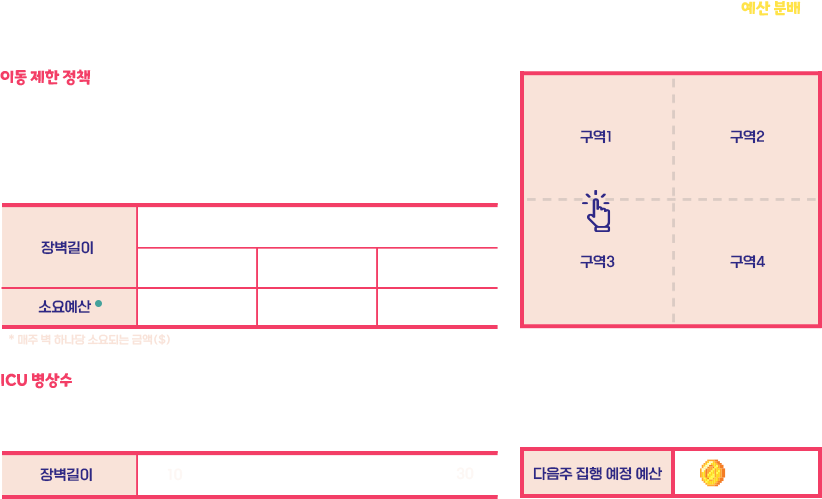 예산 분배
이동 제한 정책
구역1
구역2
장벽길이
구역3
구역4
소요예산
* 매주 벽 하나당 소요되는 금액($)
ICU 병상수
장벽길이
10
30
다음주 집행 예정 예산